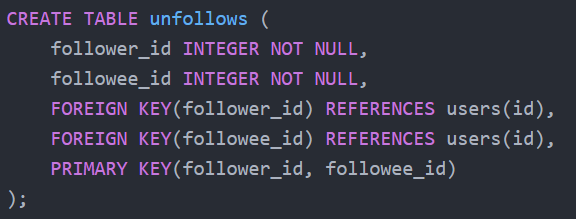 CREATE TABLE unfollows (
    follower_id INTEGER NOT NULL,
    followee_id INTEGER NOT NULL,
    FOREIGN KEY(follower_id) REFERENCES users(id),
    FOREIGN KEY(followee_id) REFERENCES users(id),
    PRIMARY KEY(follower_id, followee_id)
);